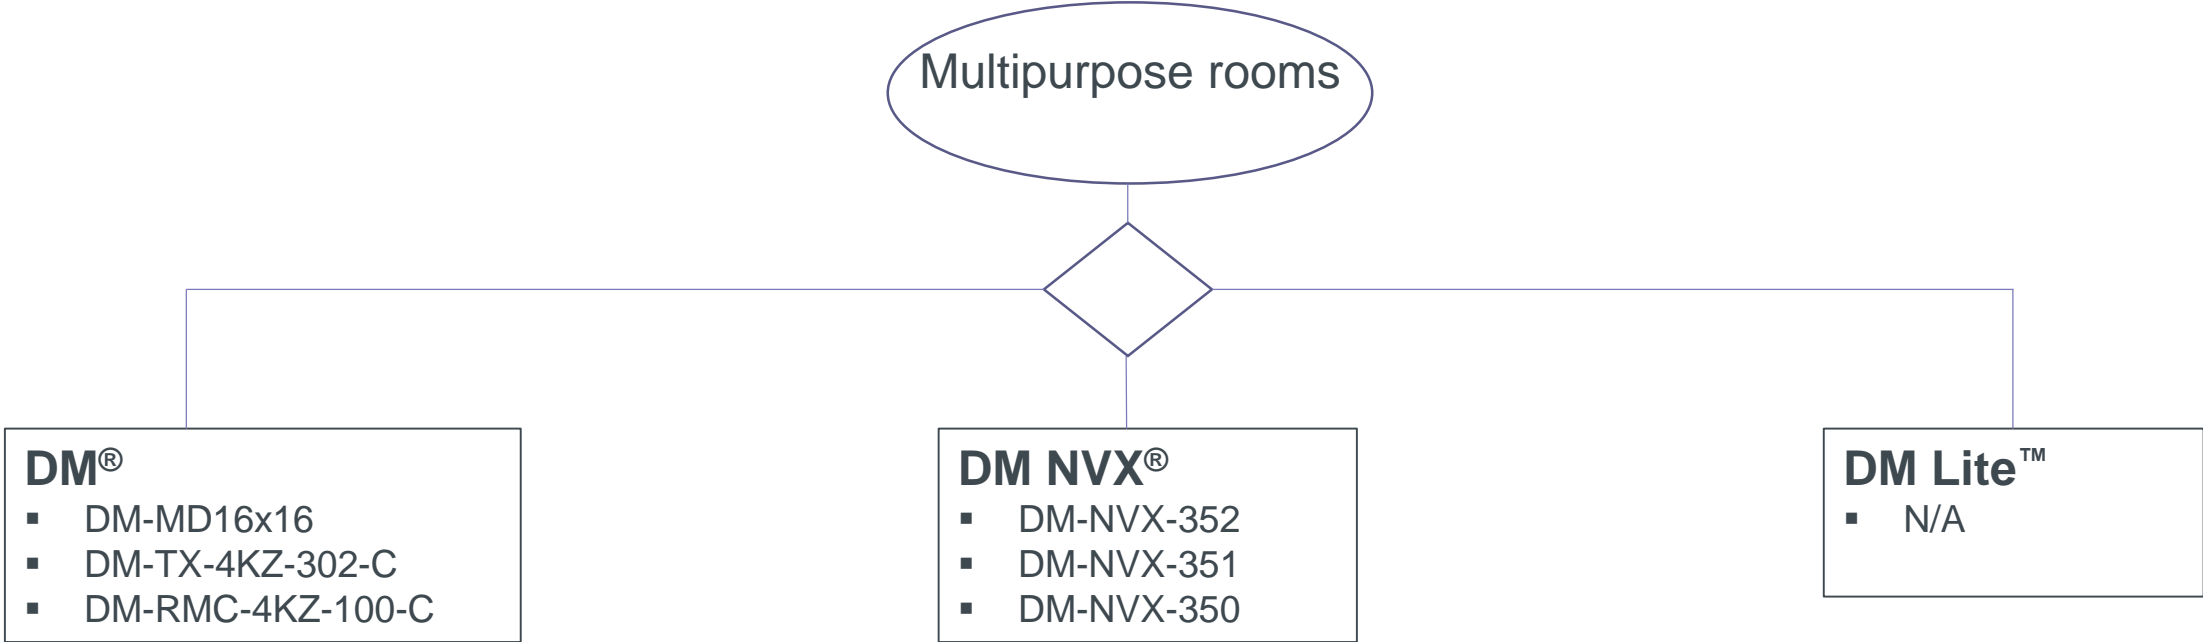 Multipurpose rooms
DM®
▪ DM-MD16x16
▪ DM-TX-4KZ-302-C
▪ DM-RMC-4KZ-100-C
DM NVX®
▪ DM-NVX-352
▪ DM-NVX-351
▪ DM-NVX-350
DM Lite™
▪ N/A